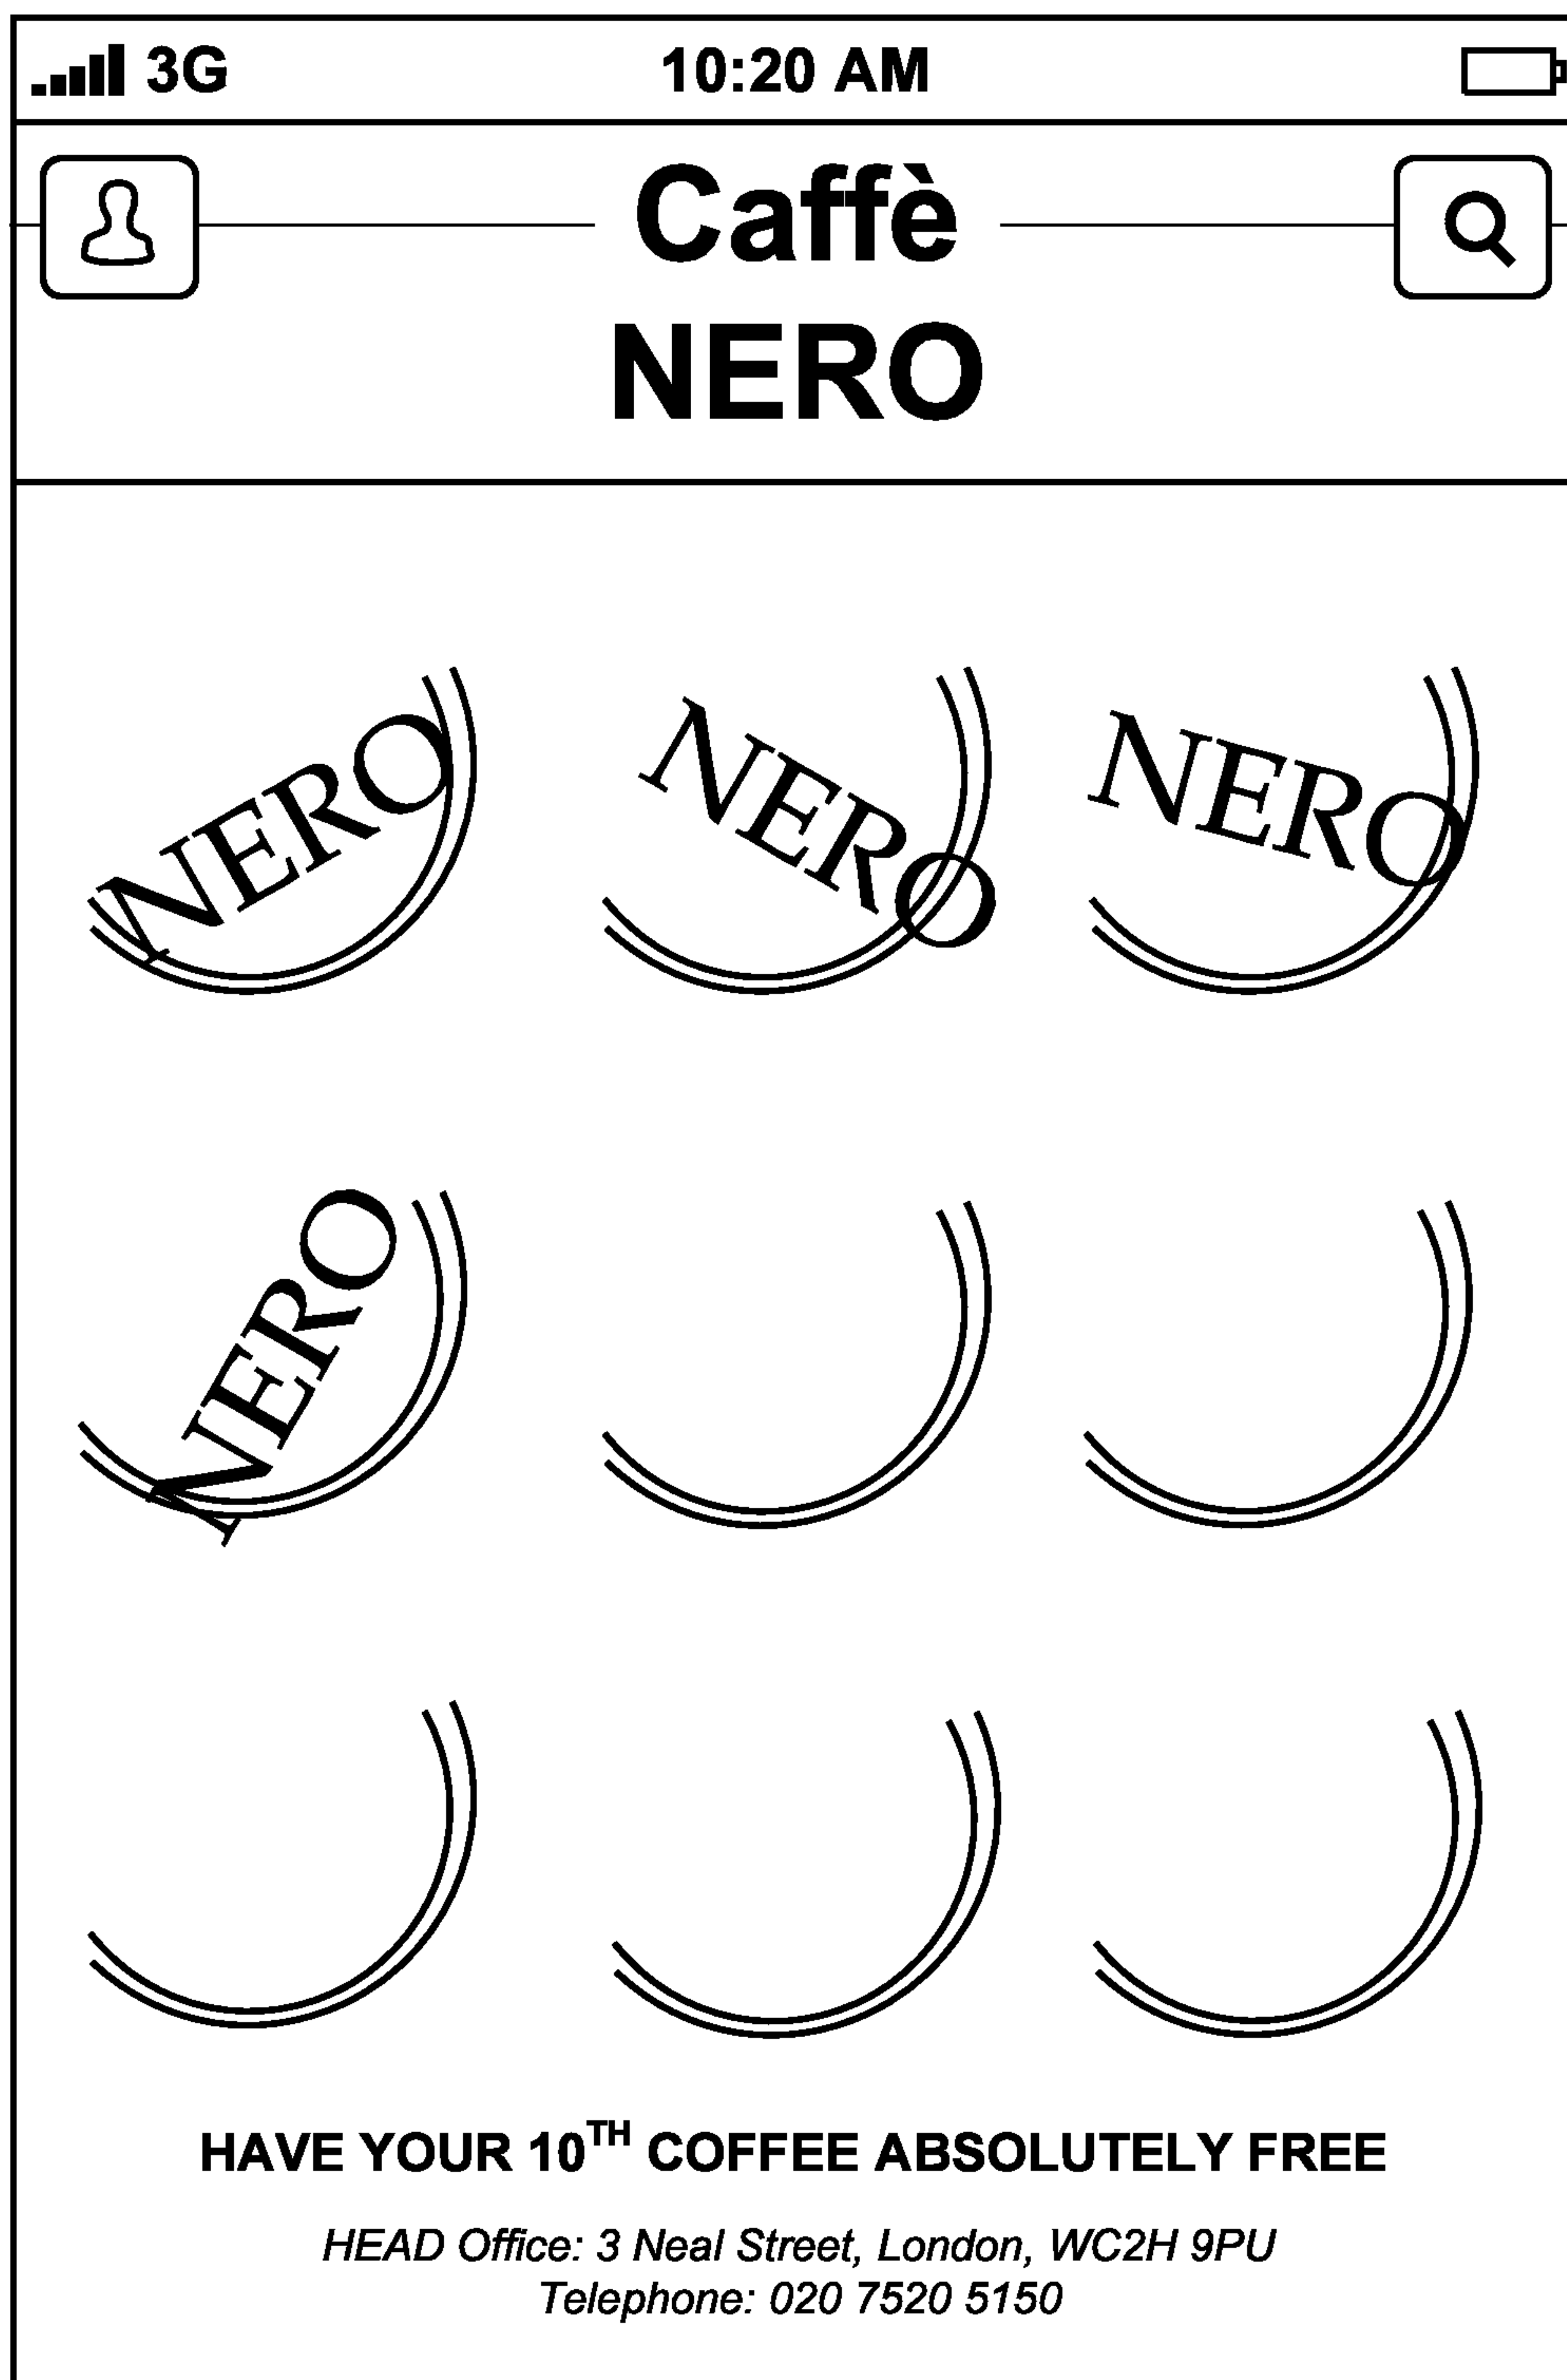 3G 10:20 AM
Caffè
NERO
NERO NERO NERO
NERO
HAVE YOUR 10TH COFFEE ABSOLUTELY FREE
HEAD Office: 3 Neal Street, London, WC2H 9PU
Telephone: 020 7520 5150